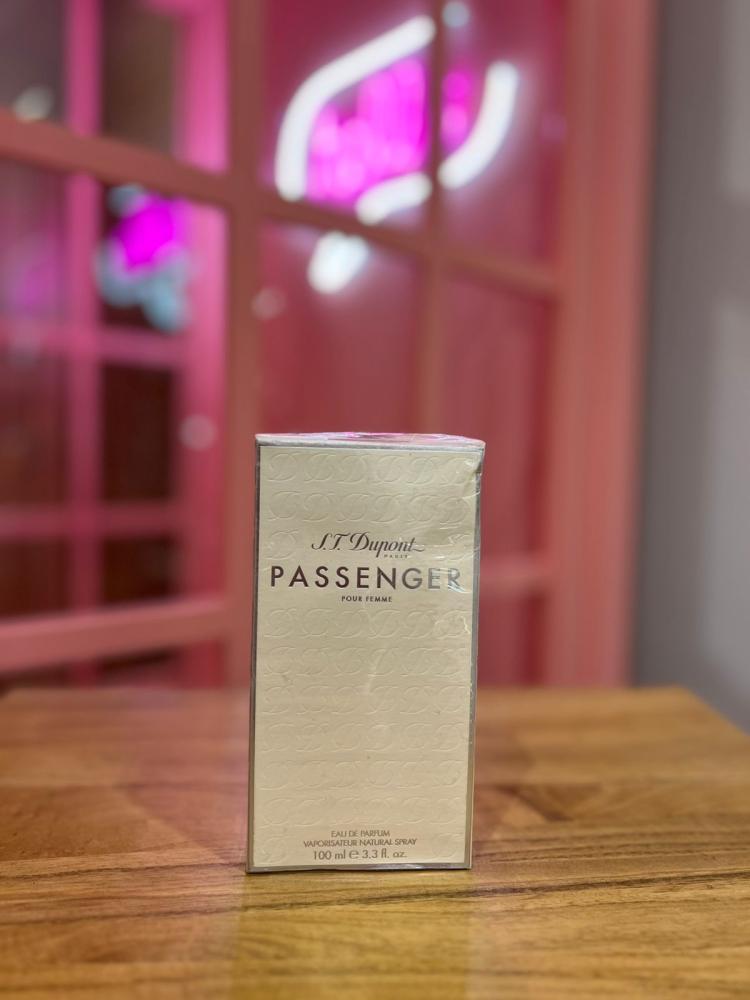 S.T. Dupont
PARIS
PASSENGER
POUR FEMME
EAU DE PARFUM
VAPORISATEUR NATURAL SPRAY
100 ml ℮ 3.3 fl. oz.